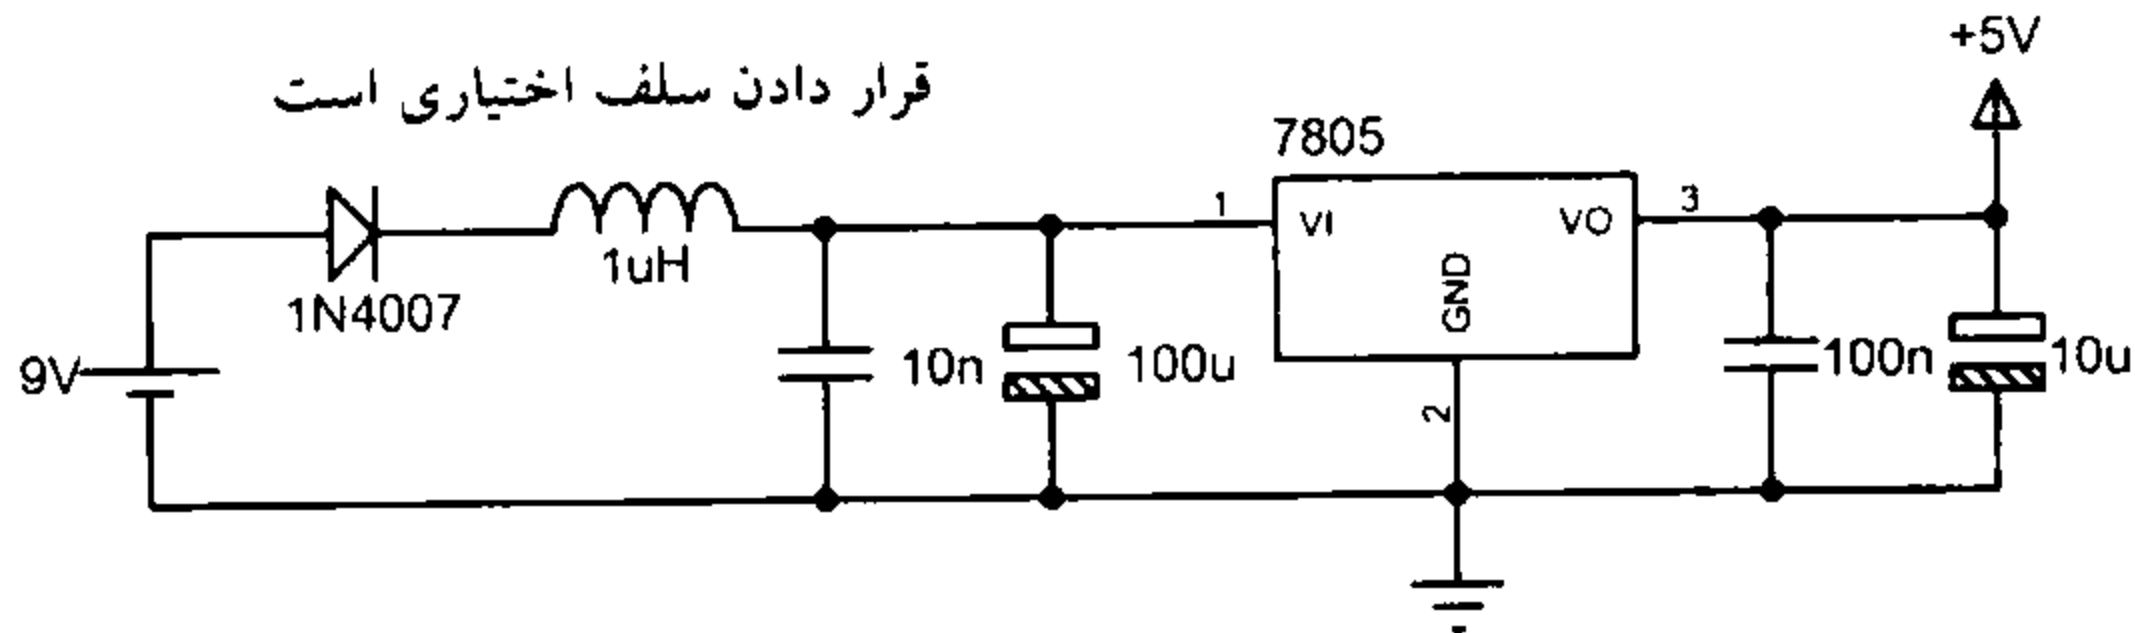 +5V
قرار دادن سلف اختیاری است
7805
1
VI
VO
3
1uH
GND
1N4007
9V
10n
100u
100n
10u
2